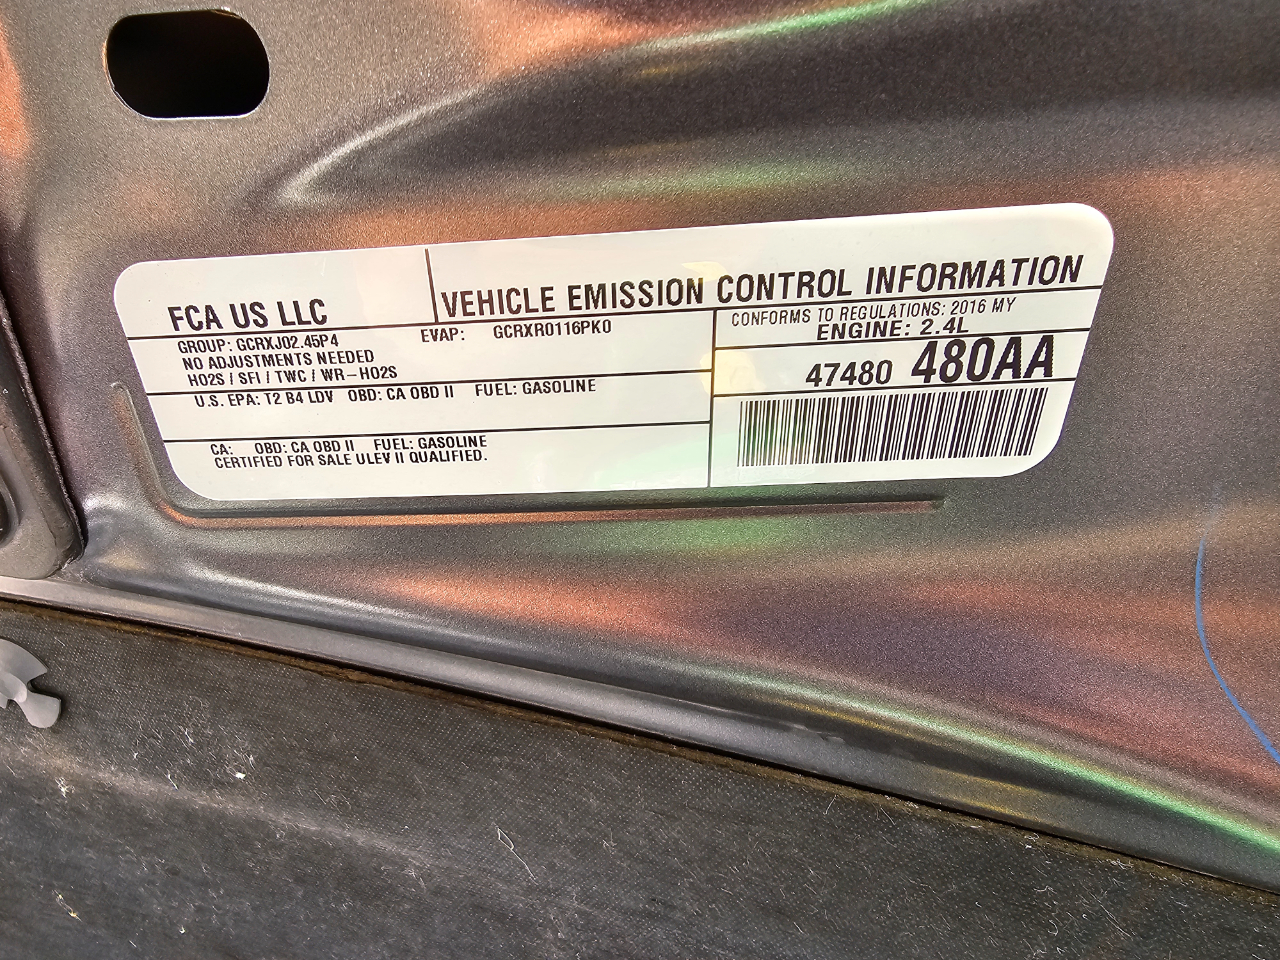 FCA US LLC
VEHICLE EMISSION CONTROL INFORMATION
GROUP: GCRXJ02.45P4
EVAP: GCRXR0116PK0
NO ADJUSTMENTS NEEDED
HO2S / SFI / TWC / WR-HO2S
U.S. EPA: T2 B4 LDV OBD: CA OBD II FUEL: GASOLINE
CA: OBD: CA OBD II FUEL: GASOLINE
CERTIFIED FOR SALE ULEV II QUALIFIED.
CONFORMS TO REGULATIONS: 2016 MY
ENGINE: 2.4L
47480 480AA